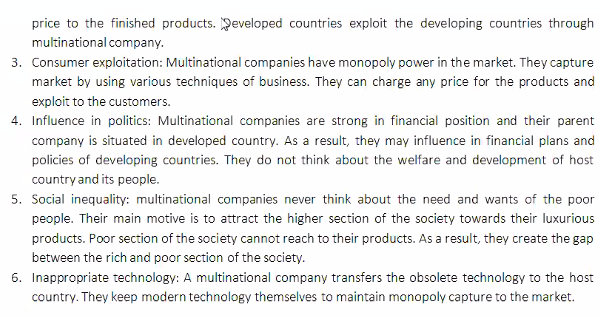 price to the finished products. Developed countries exploit the developing countries through
multinational company.
3. Consumer exploitation: Multinational companies have monopoly power in the market. They capture
market by using various techniques of business. They can charge any price for the products and
exploit to the customers.
4. Influence in politics: Multinational companies are strong in financial position and their parent
company is situated in developed country. As a result, they may influence in financial plans and
policies of developing countries. They do not think about the welfare and development of host
country and its people.
5. Social inequality: multinational companies never think about the need and wants of the poor
people. Their main motive is to attract the higher section of the society towards their luxurious
products. Poor section of the society cannot reach to their products. As a result, they create the gap
between the rich and poor section of the society.
6. Inappropriate technology: A multinational company transfers the obsolete technology to the host
country. They keep modern technology themselves to maintain monopoly capture to the market.